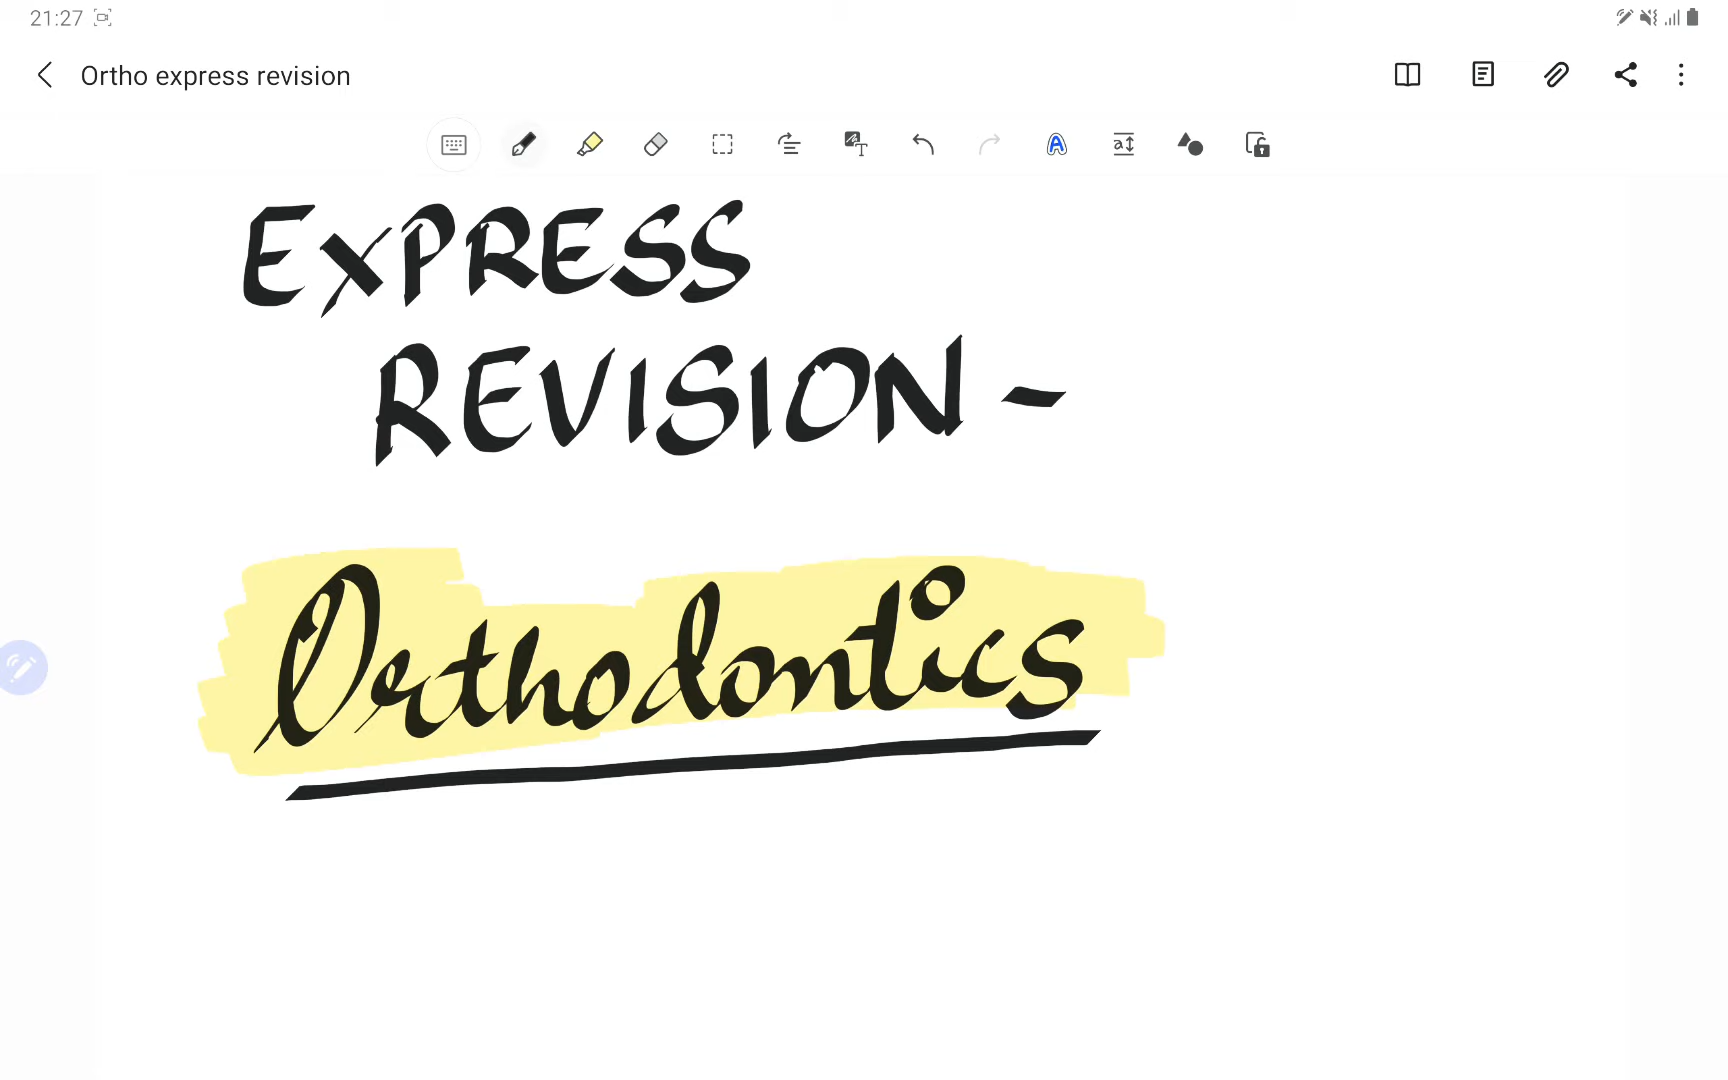 21:27
Ortho express revision
EXPRESS
REVISION -
Orthodontics